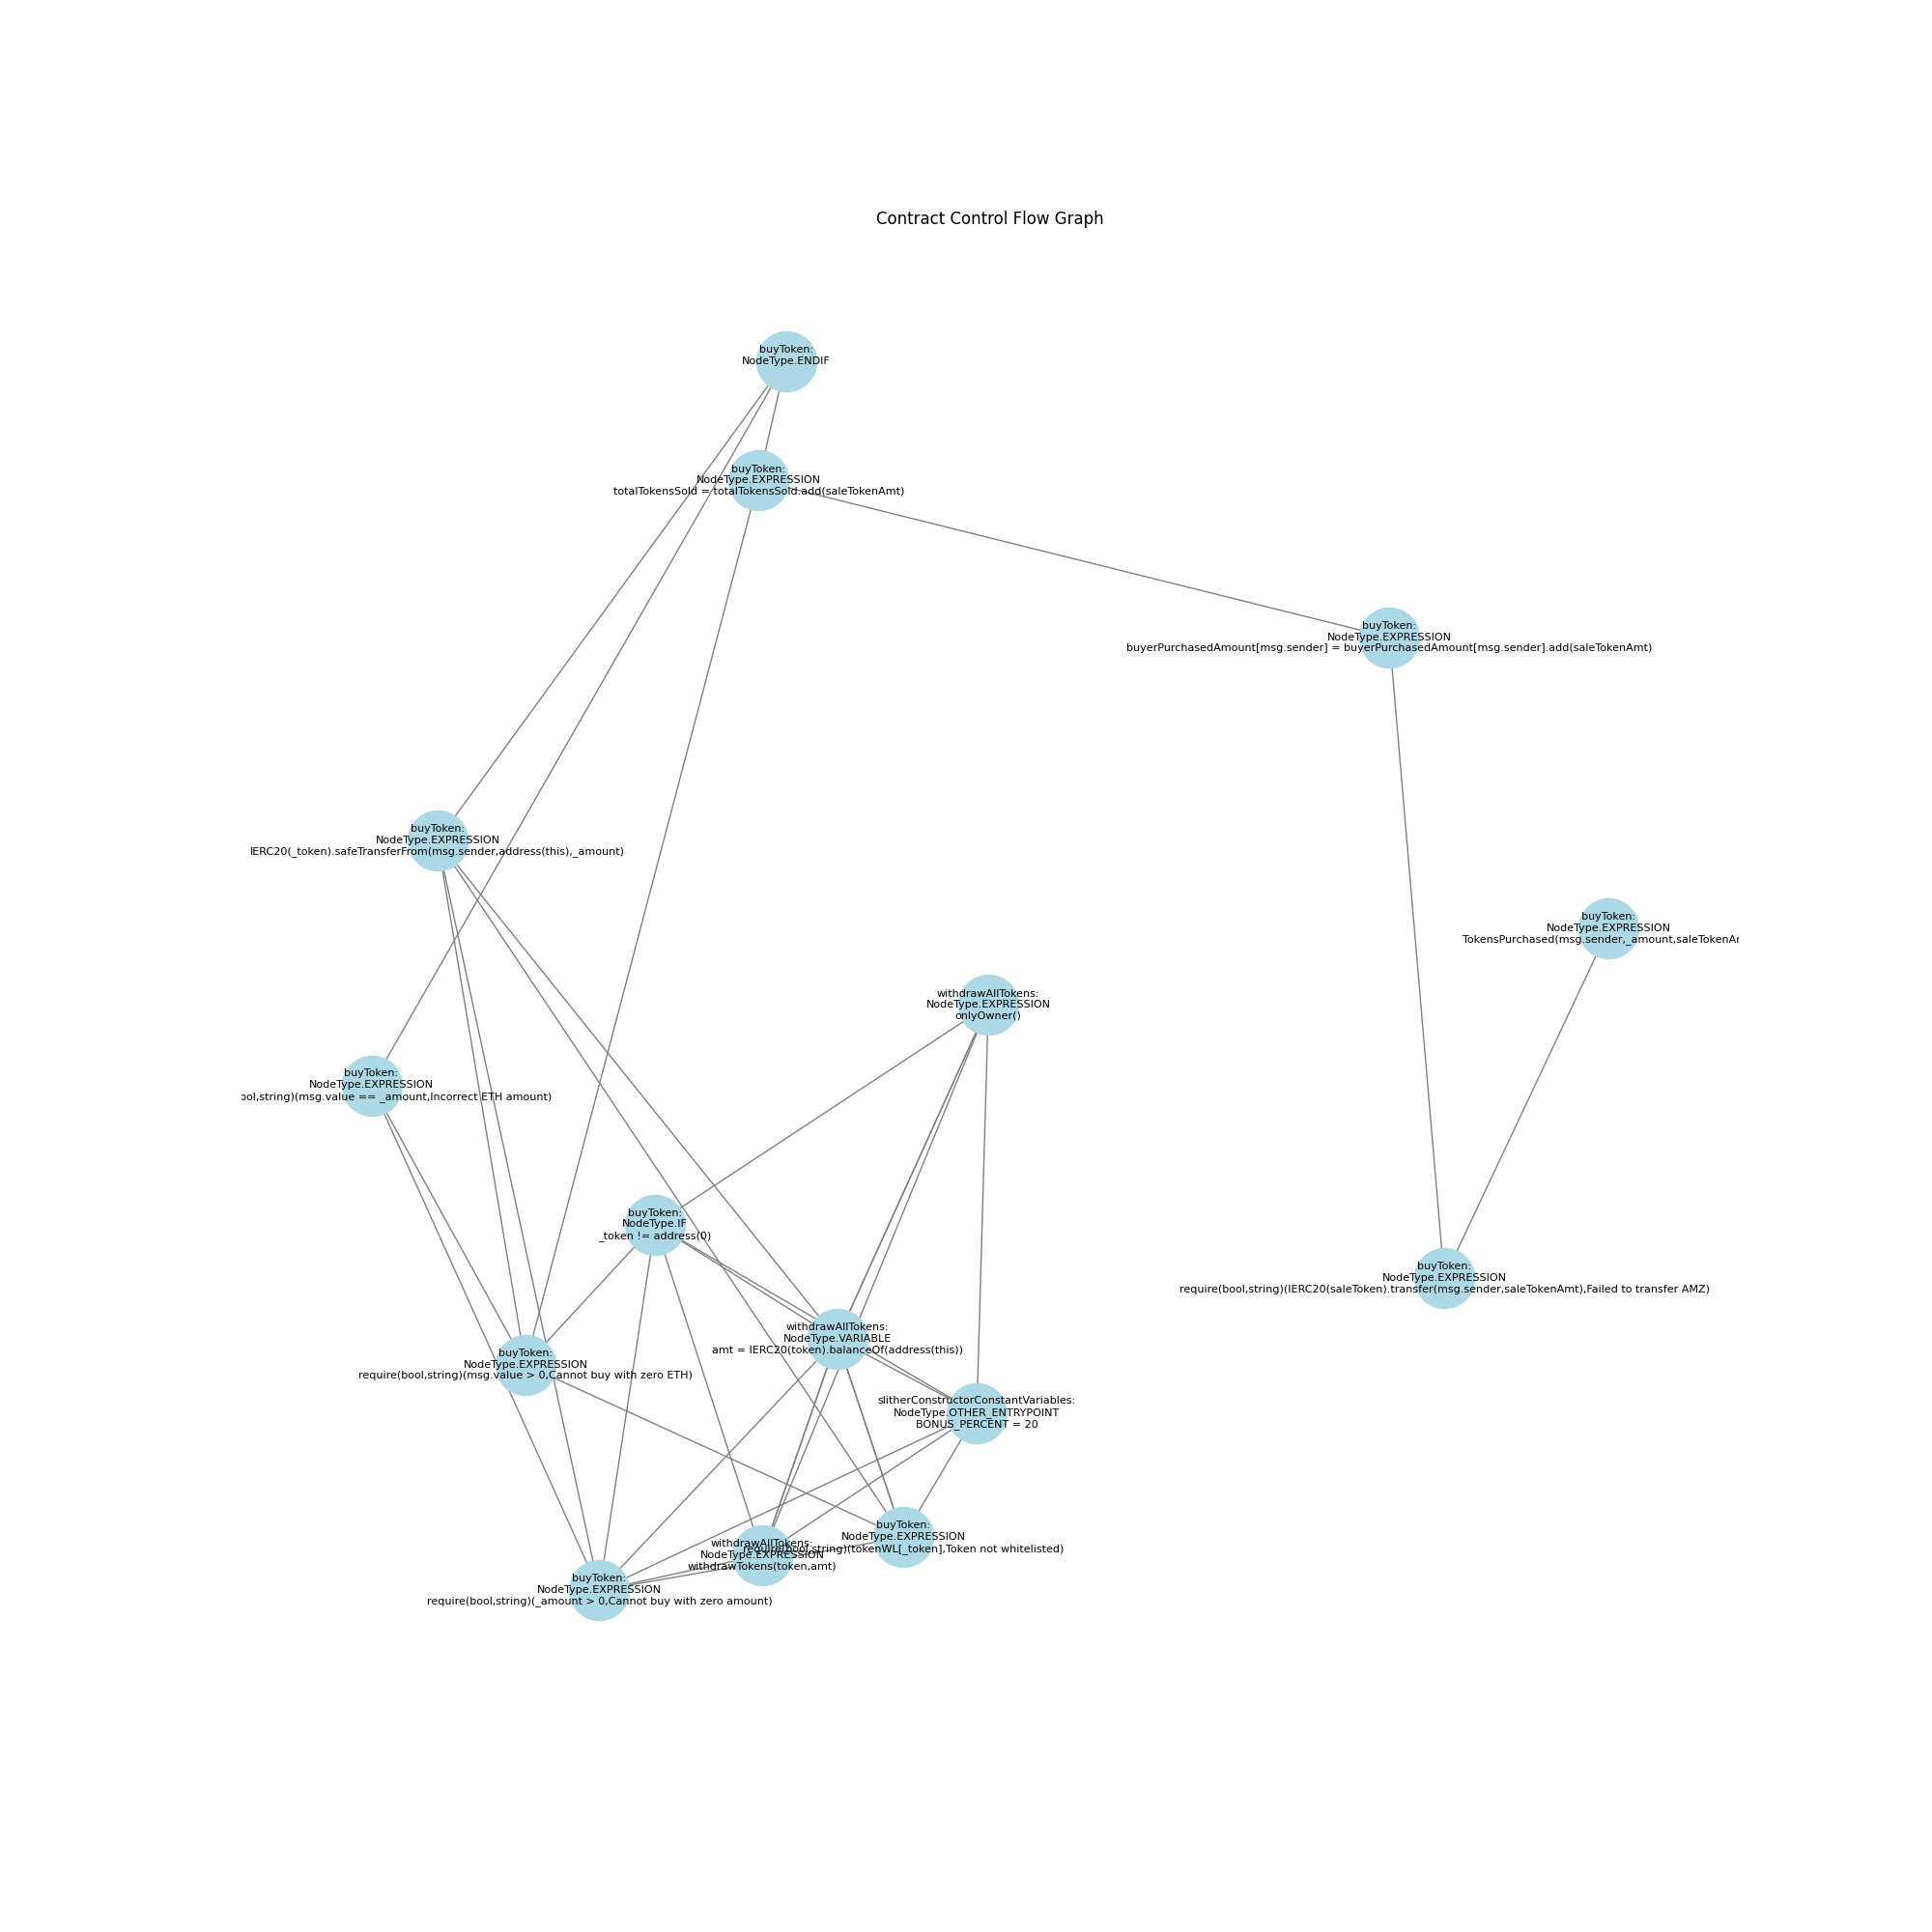 Contract Control Flow Graph
buyToken:
NodeType.ENDIF
buyToken:
NodeType.EXPRESSION
totalTokensSold = totalTokensSold.add(saleTokenAmt)
buyToken:
NodeType.EXPRESSION
buyerPurchasedAmount[msg.sender] = buyerPurchasedAmount[msg.sender].add(saleTokenAmt)
buyToken:
NodeType.EXPRESSION
IERC20(_token).safeTransferFrom(msg.sender,address(this),_amount)
buyToken:
NodeType.EXPRESSION
TokensPurchased(msg.sender,_amount,saleTokenAm
withdrawAllTokens:
NodeType.EXPRESSION
onlyOwner()
buyToken:
NodeType.EXPRESSION
ool,string)(msg.value == _amount,Incorrect ETH amount)
buyToken:
NodeType.IF
_token != address(0)
buyToken:
NodeType.EXPRESSION
require(bool,string)(IERC20(saleToken).transfer(msg.sender,saleTokenAmt),Failed to transfer AMZ)
withdrawAllTokens:
NodeType.VARIABLE
amt = IERC20(token).balanceOf(address(this))
buyToken:
NodeType.EXPRESSION
require(bool,string)(msg.value > 0,Cannot buy with zero ETH)
slitherConstructorConstantVariables:
NodeType.OTHER_ENTRYPOINT
BONUS_PERCENT = 20
buyToken:
NodeType.EXPRESSION
require(bool,string)(tokenWL[_token],Token not whitelisted)
withdrawAllTokens:
NodeType.EXPRESSION
withdrawTokens(token,amt)
buyToken:
NodeType.EXPRESSION
require(bool,string)(_amount > 0,Cannot buy with zero amount)